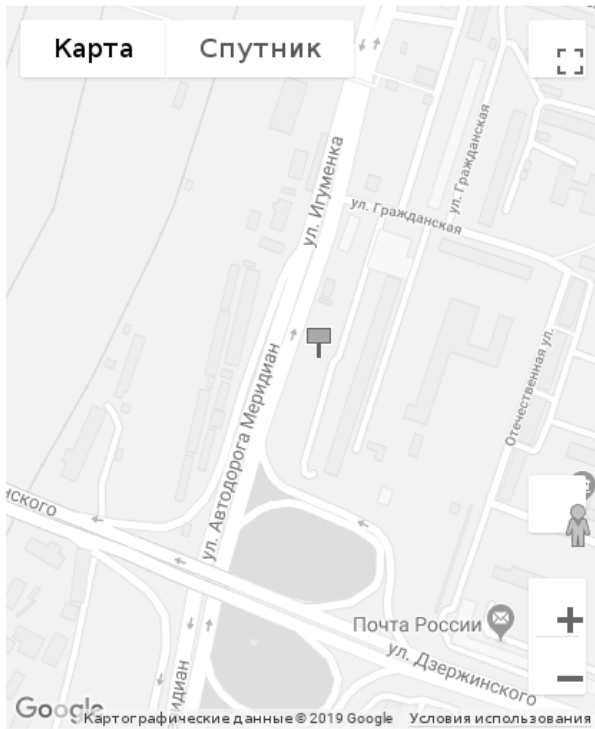 Карта
Спутник
ул. Игуменка
ул. Гражданская
ул. Гражданская
Отечественная ул.
ул. Автодорога Меридиан
нского
Почта России
ул. Дзержинского
ридиан
Google
Картографические данные © 2019 Google
Условия использования